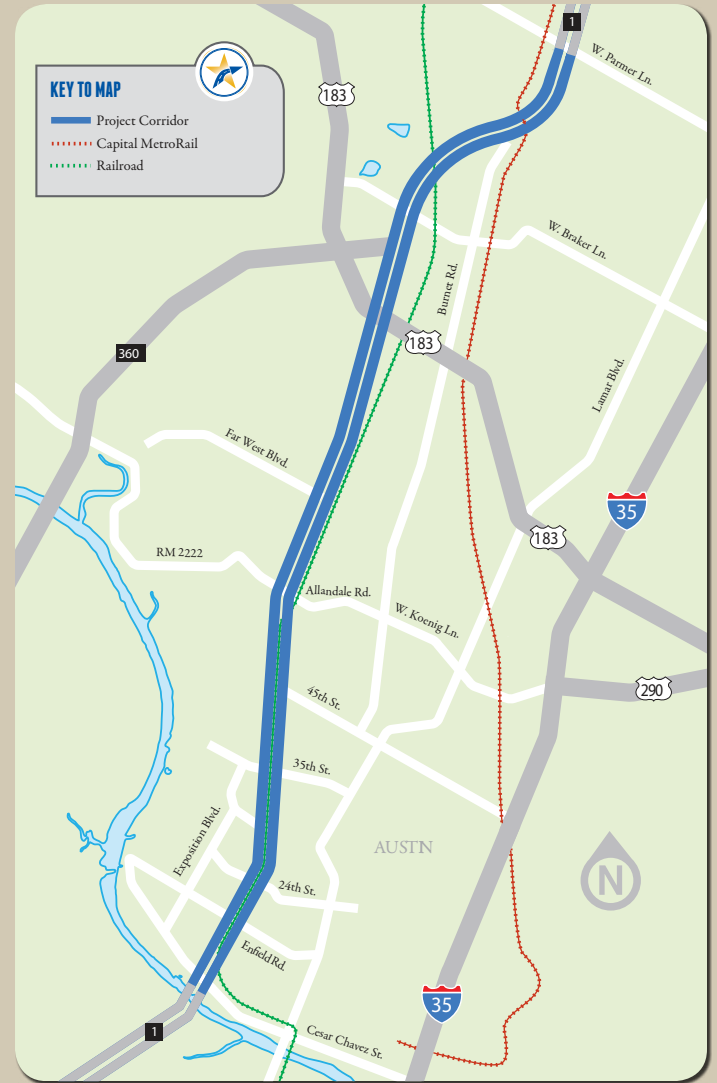 1
W. Parmer Ln.
KEY TO MAP
Project Corridor
Capital MetroRail
Railroad
183
W. Braker Ln.
Burnet Rd.
183
360
Lamar Blvd.
Far West Blvd.
35
183
RM 2222
Allandale Rd.
W. Koenig Ln.
290
45th St.
35th St.
Exposition Blvd.
AUSTIN
N
24th St.
Enfield Rd.
35
1
Cesar Chavez St.